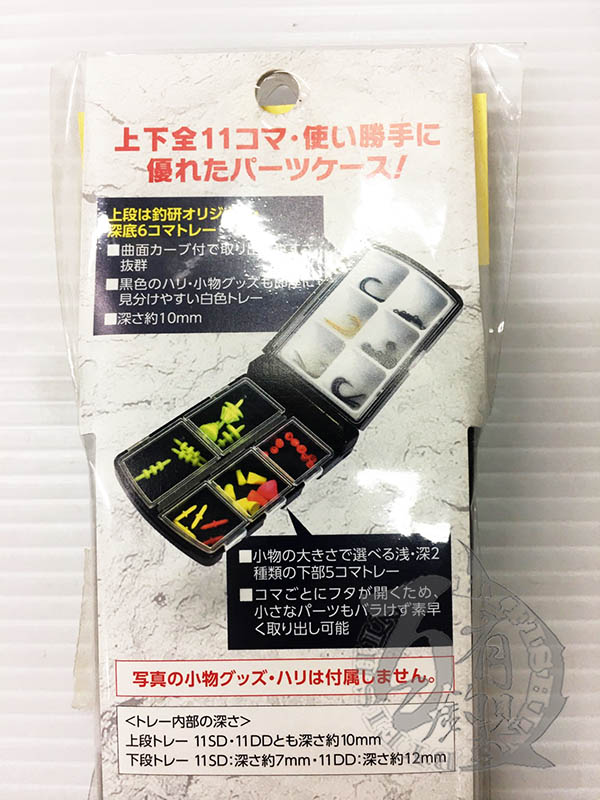 上下全11コマ・使い勝手に
優れたパーツケース!
上段は釣研オリジ
深底6コマトレー
■曲面カーブ付で取り出
抜群
■黒色のハリ・小物グッズも即座に
見分けやすい白色トレー
■深さ約10mm
■小物の大きさで選べる浅・深2
種類の下部5コマトレー
■コマごとにフタが開くため、
小さなパーツもバラけず素早
く取り出し可能
写真の小物グッズ・ハリは付属しません。
<トレー内部の深さ>
上段トレー 11SD・11DDとも深さ約10mm
下段トレー 11SD:深さ約7mm・11DD:深さ約12mm